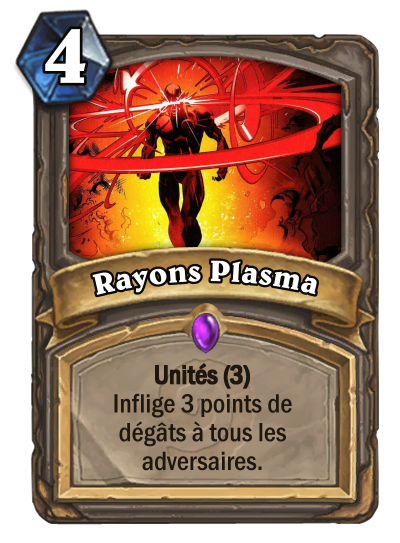 4
Rayons Plasma
Unités (3)
Inflige 3 points de
dégâts à tous les
adversaires.